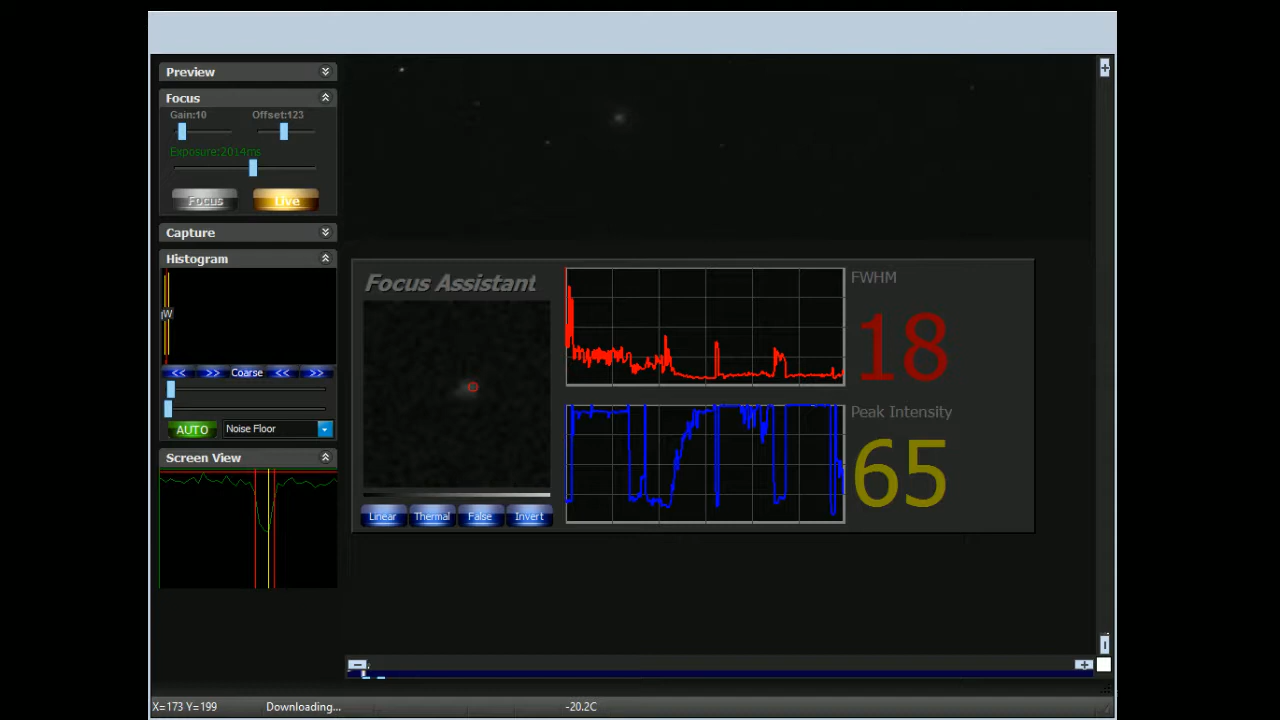 Preview
Focus
Gain:10 Offset:123
Exposure:2014ms
Focus Live
Capture
Histogram
<< >> Coarse << >>
AUTO Noise Floor
Screen View
Focus Assistant
Linear Thermal False Invert
FWHM
18
Peak Intensity
65
X=173 Y=199 Downloading... -20.2C